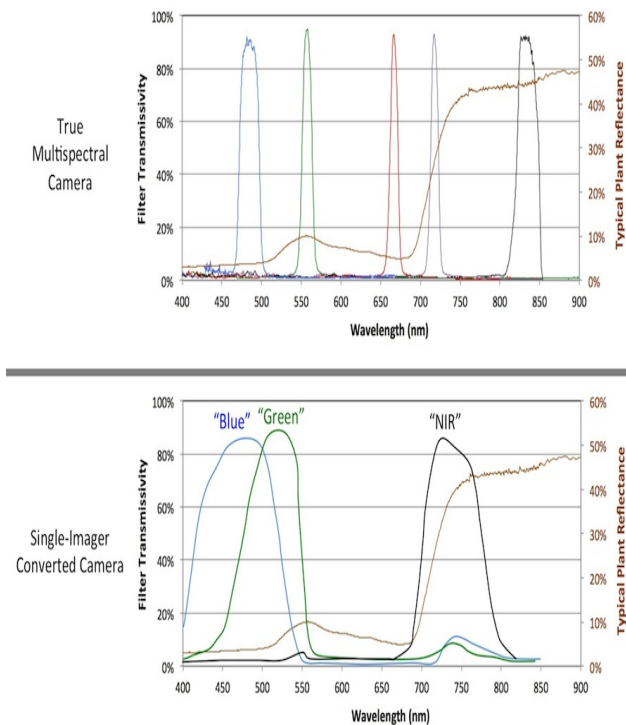 True
Multispectral
Camera
Filter Transmissivity
100%
80%
60%
40%
20%
0%
400 450 500 550 600 650 700 750 800 850 900
Wavelength (nm)
60%
50%
40%
30%
20%
10%
0%
Typical Plant Reflectance
Single-Imager
Converted Camera
Filter Transmissivity
100%
80%
60%
40%
20%
0%
"Blue" "Green" "NIR"
400 450 500 550 600 650 700 750 800 850 900
Wavelength (nm)
60%
50%
40%
30%
20%
10%
0%
Typical Plant Reflectance